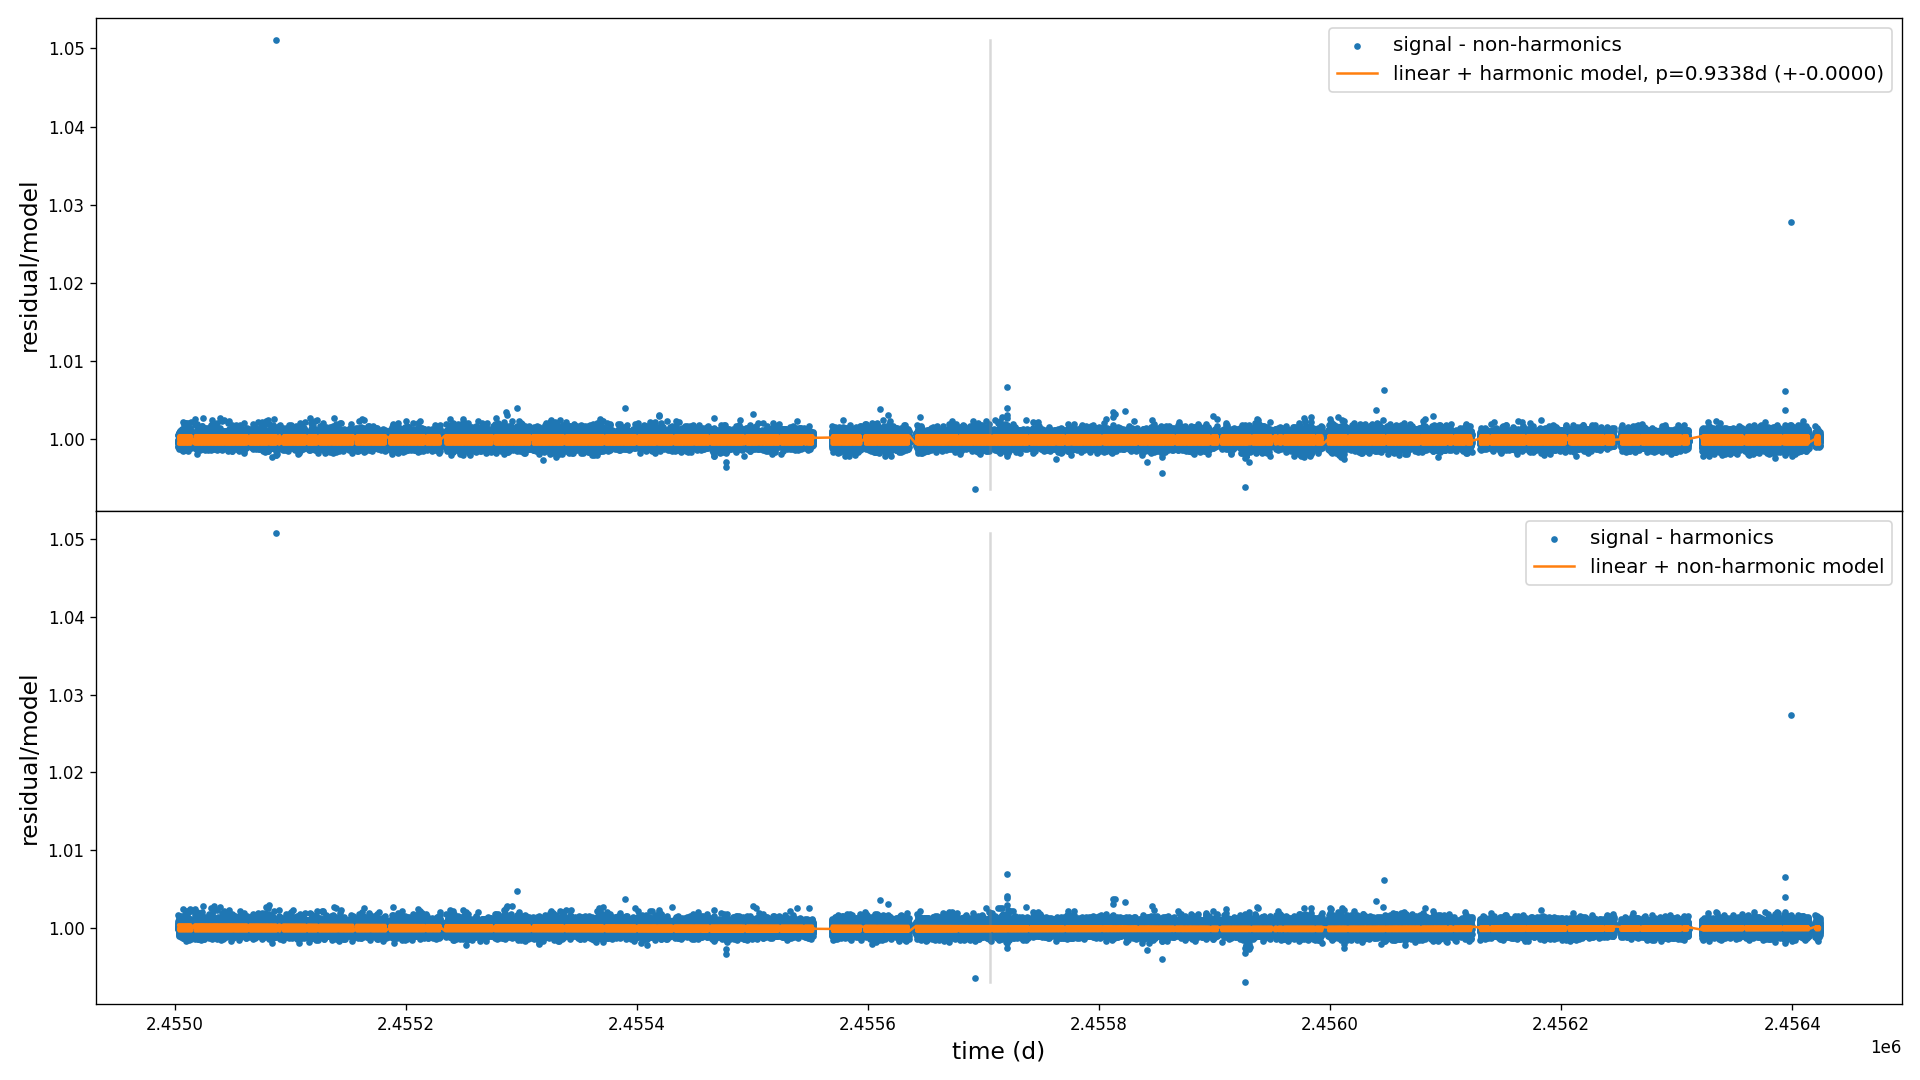 signal - non-harmonics
linear + harmonic model, p=0.9338d (+-0.0000)
1.05
1.04
1.03
1.02
1.01
1.00
residual/model
signal - harmonics
linear + non-harmonic model
1.05
1.04
1.03
1.02
1.01
1.00
residual/model
2.4550 2.4552 2.4554 2.4556 2.4558 2.4560 2.4562 2.4564
1e6
time (d)